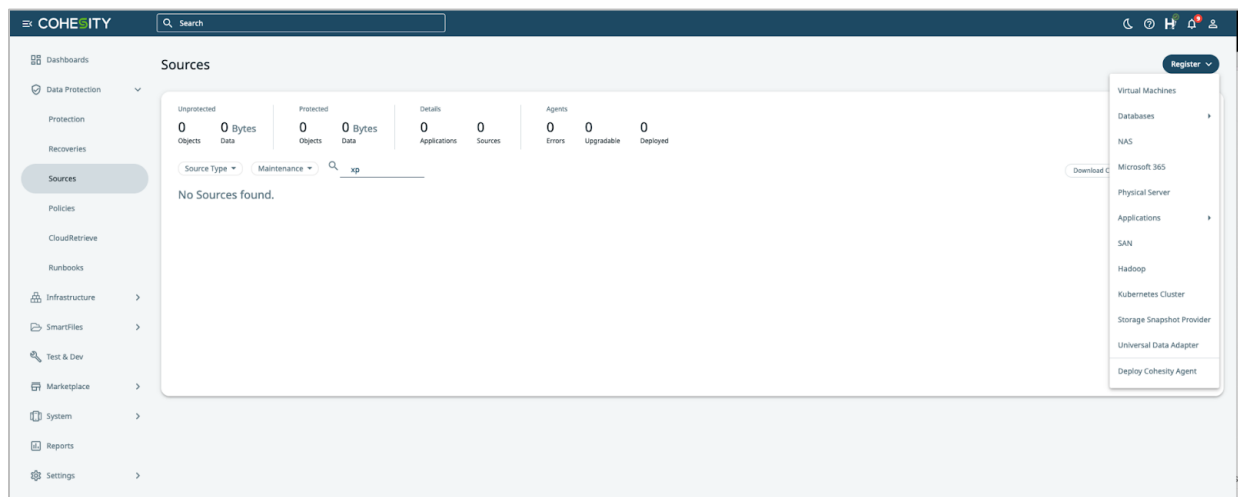 COHESITY
Search
9
Dashboards
Data Protection
Protection
Recoveries
Sources
Policies
CloudRetrieve
Runbooks
Infrastructure
SmartFiles
Test & Dev
Marketplace
System
Reports
Settings
Sources
Register
Unprotected
0 0 Bytes
Objects Data
Protected
0 0 Bytes
Objects Data
Details
0 0
Applications Sources
Agents
0 0 0
Errors Upgradable Deployed
Source Type Maintenance xp
Download C
No Sources found.
Virtual Machines
Databases
NAS
Microsoft 365
Physical Server
Applications
SAN
Hadoop
Kubernetes Cluster
Storage Snapshot Provider
Universal Data Adapter
Deploy Cohesity Agent